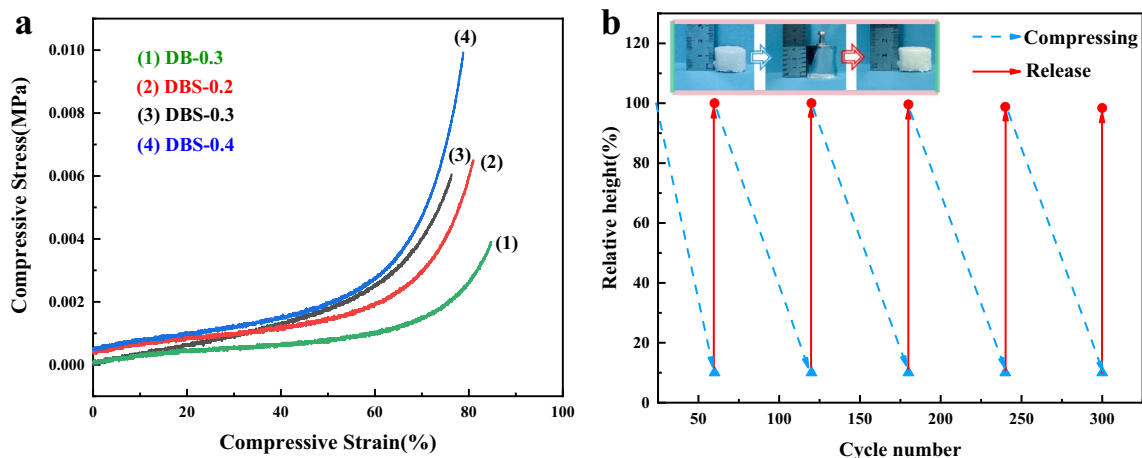 a
Compressive Stress(MPa)
0.010
0.008
0.006
0.004
0.002
0.000
(1) DB-0.3
(2) DBS-0.2
(3) DBS-0.3
(4) DBS-0.4
(4)
(3)
(2)
(1)
0 20 40 60 80 100
Compressive Strain(%)
b
Relative height(%)
120
100
80
60
40
20
0
Compressing
Release
50 100 150 200 250 300
Cycle number